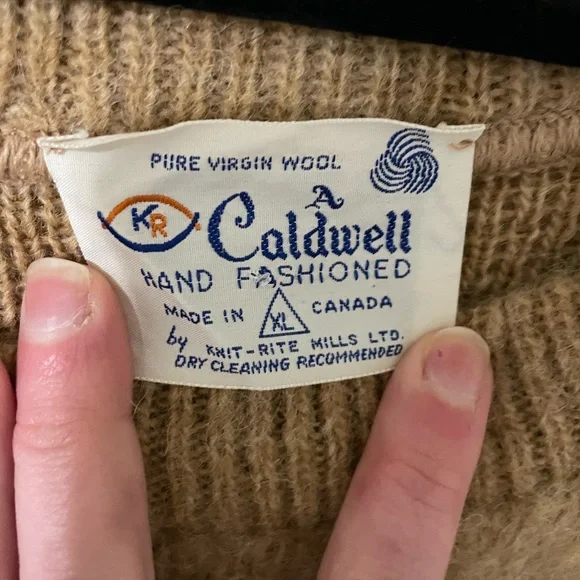 PURE VIRGIN WOOL
KR
A
Caldwell
HAND FASHIONED
MADE IN XL CANADA
by KNIT-RITE MILLS LTD.
DRY CLEANING RECOMMENDED